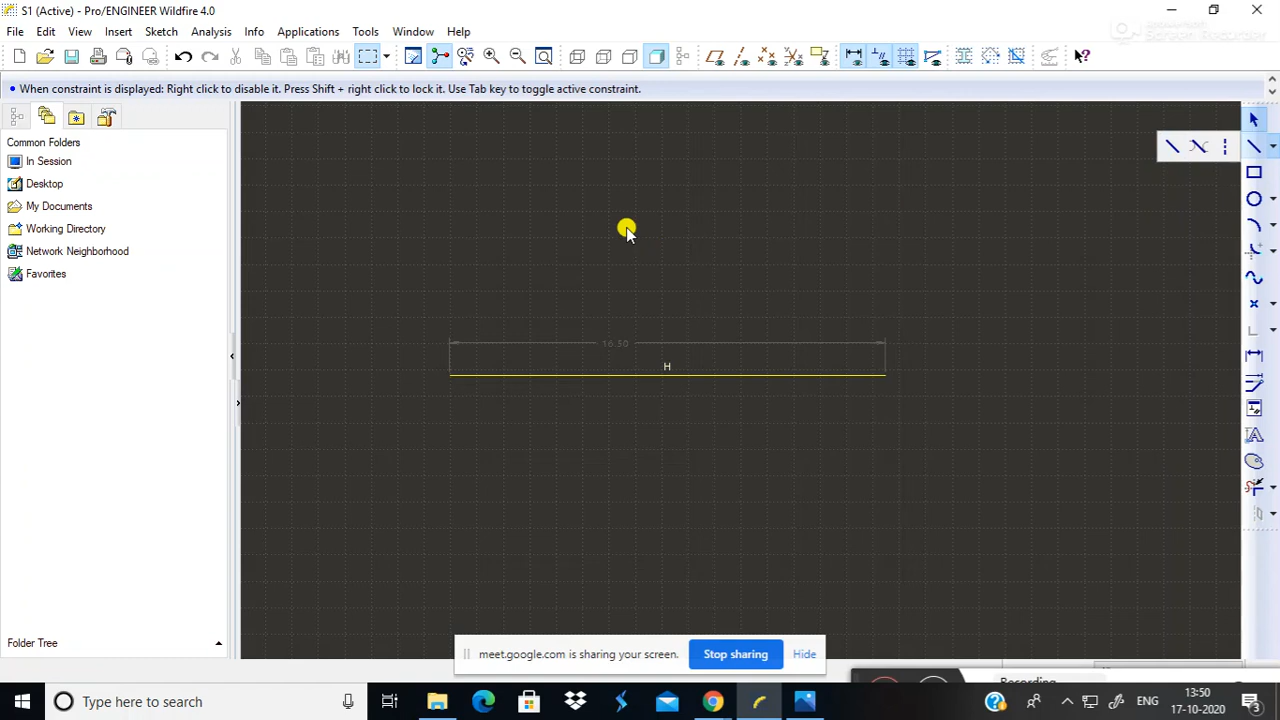 S1 (Active) - Pro/ENGINEER Wildfire 4.0
File Edit View Insert Sketch Analysis Info Applications Tools Window Help
When constraint is displayed: Right click to disable it. Press Shift + right click to lock it. Use Tab key to toggle active constraint.
Common Folders
In Session
Desktop
My Documents
Working Directory
Network Neighborhood
Favorites
16.50
H
Folder Tree
meet.google.com is sharing your screen. Stop sharing Hide
Type here to search
ENG
13:50
17-10-2020
3